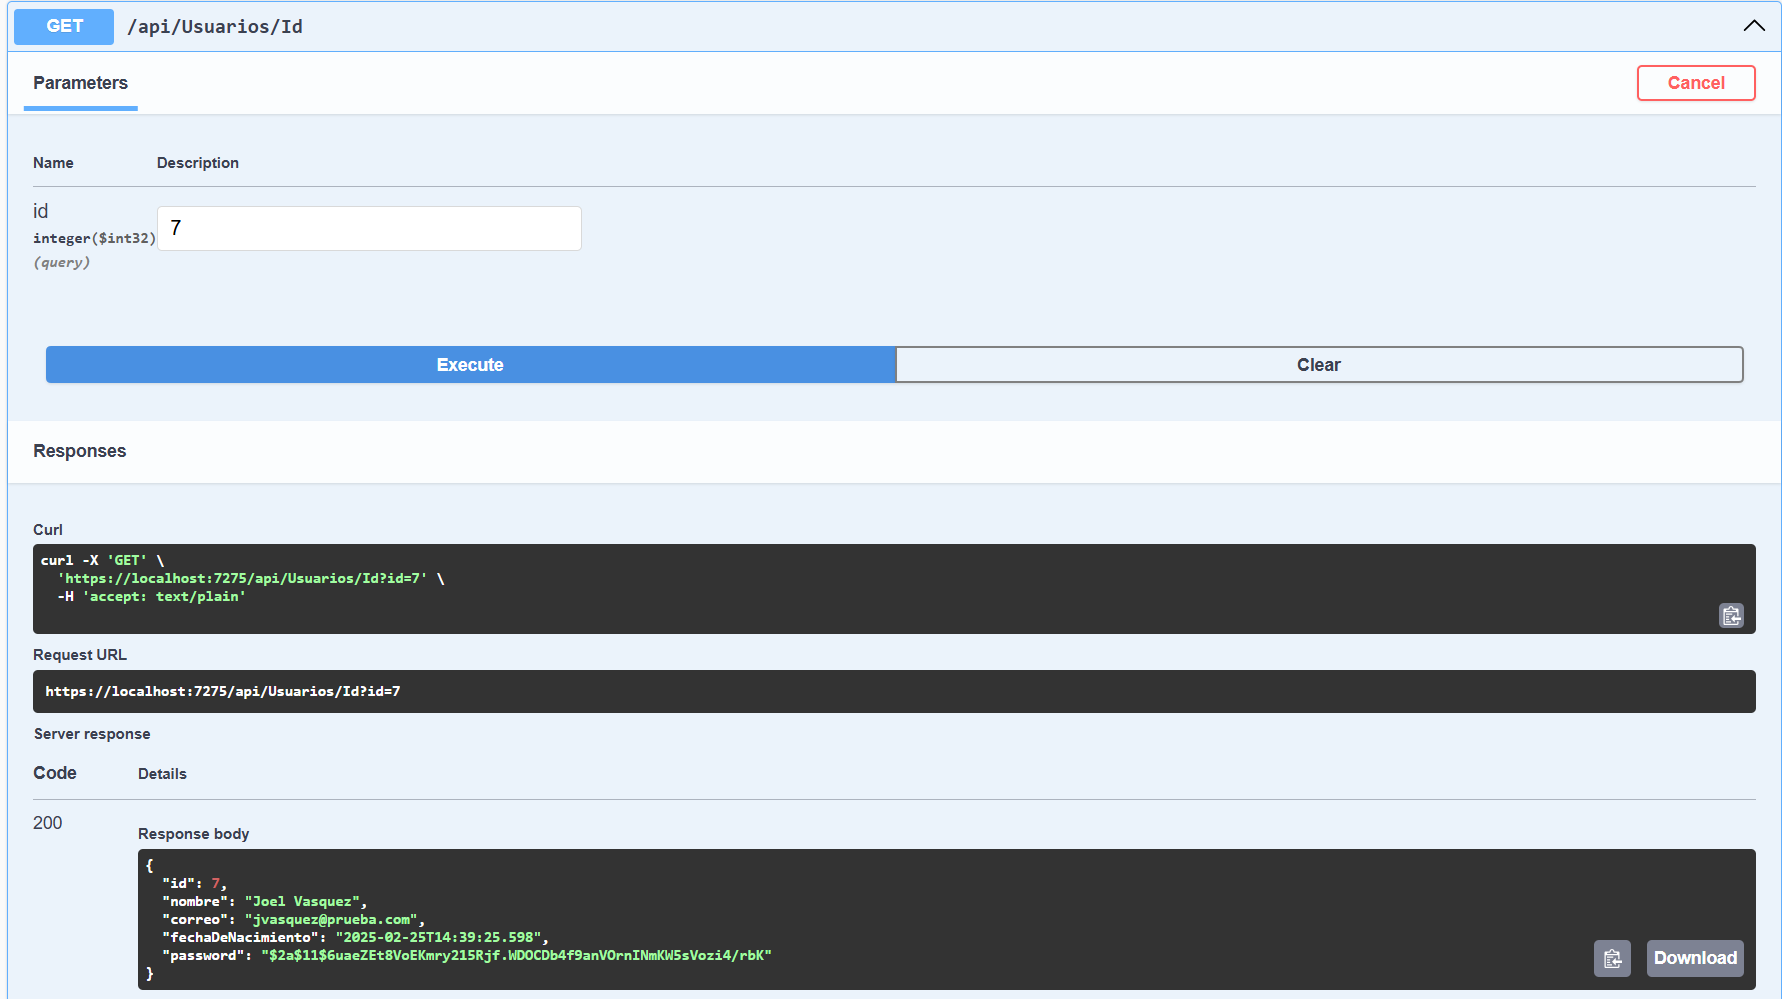 GET /api/Usuarios/Id
Parameters
Cancel
Name Description
id
integer($int32)
(query)
7
Execute Clear
Responses
Curl
curl -X 'GET' \
'https://localhost:7275/api/Usuarios/Id?id=7' \
-H 'accept: text/plain'
Request URL
https://localhost:7275/api/Usuarios/Id?id=7
Server response
Code Details
200
Response body
{
"id": 7,
"nombre": "Joel Vasquez",
"correo": "jvasquez@prueba.com",
"fechaDeNacimiento": "2025-02-25T14:39:25.598",
"password": "$2a$11$6uaeZEt8VoEKmry215Rjf.WDOCDb4f9anVOrnINmKW5sVozi4/rbK"
}
Download